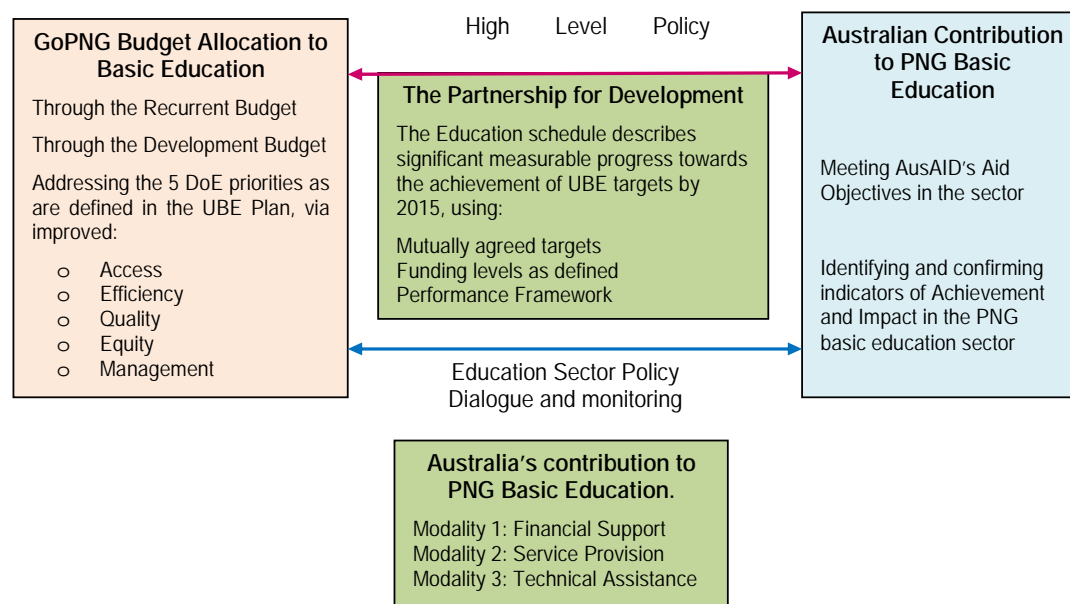 GoPNG Budget Allocation to
Basic Education
Through the Recurrent Budget
Through the Development Budget
Addressing the 5 DoE priorities as
are defined in the UBE Plan, via
improved:
o Access
o Efficiency
o Quality
o Equity
o Management
High Level Policy
The Partnership for Development
The Education schedule describes
significant measurable progress towards
the achievement of UBE targets by
2015, using:
Mutually agreed targets
Funding levels as defined
Performance Framework
Education Sector Policy
Dialogue and monitoring
Australian Contribution
to PNG Basic
Education
Meeting AusAID's Aid
Objectives in the sector
Identifying and confirming
indicators of Achievement
and Impact in the PNG
basic education sector
Australia's contribution to
PNG Basic Education.
Modality 1: Financial Support
Modality 2: Service Provision
Modality 3: Technical Assistance